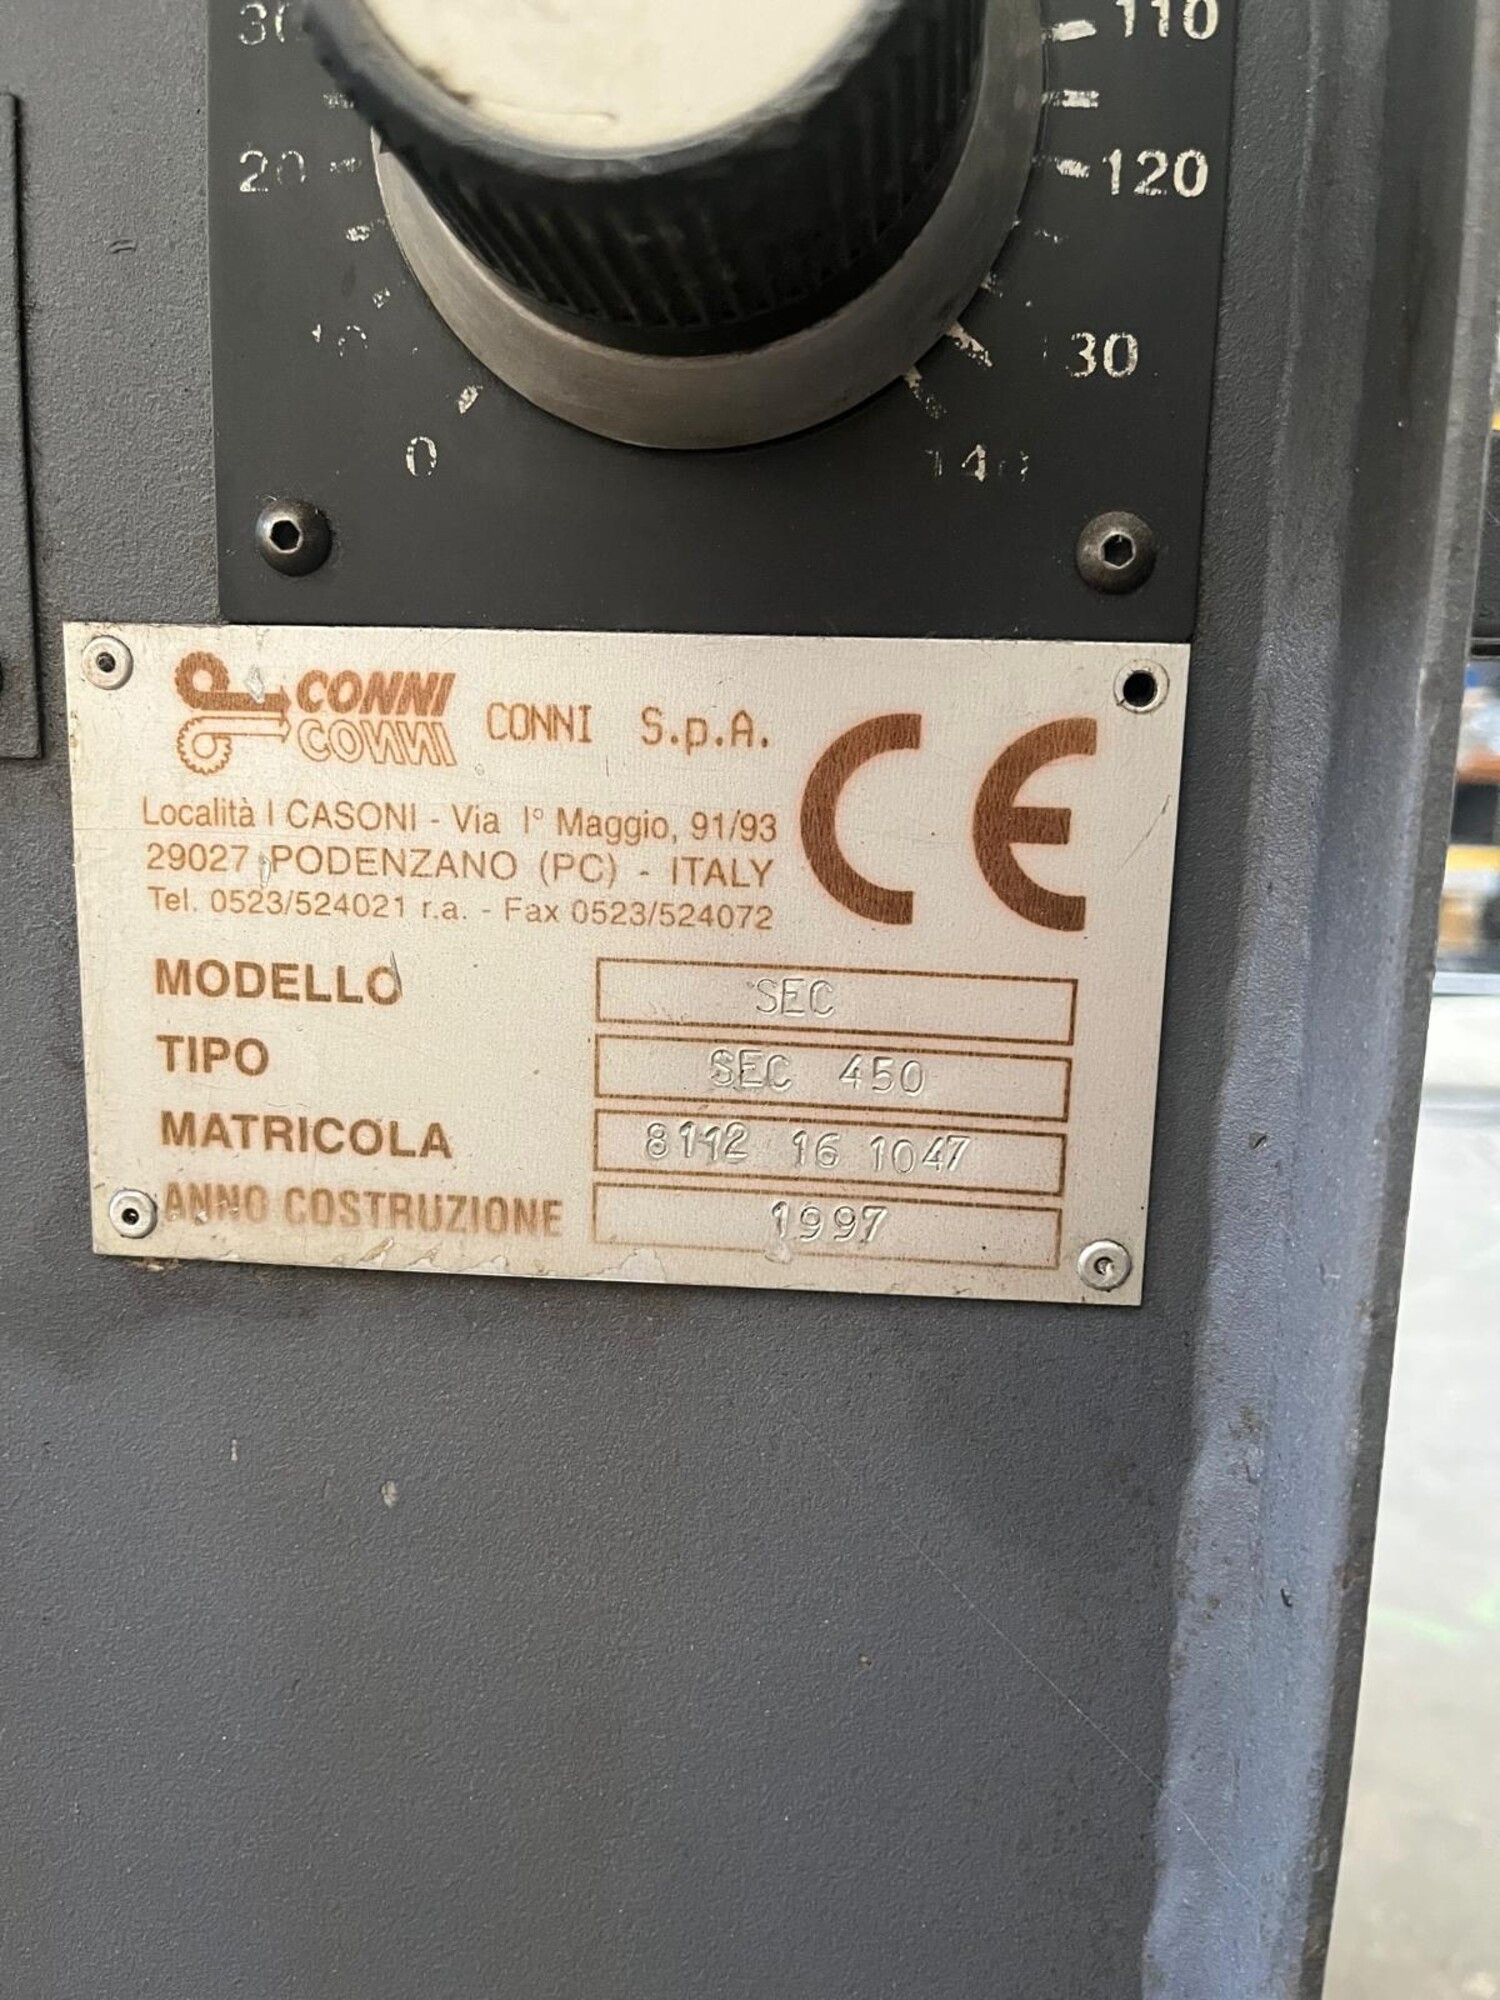 110
20
120
30
0
CONNI
CONNI S.p.A.
CE
Località I CASONI - Via I° Maggio, 91/93
29027 PODENZANO (PC) - ITALY
Tel. 0523/524021 r.a. - Fax 0523/524072
MODELLO SEC
TIPO SEC 450
MATRICOLA 8112 16 1047
ANNO COSTRUZIONE 1997